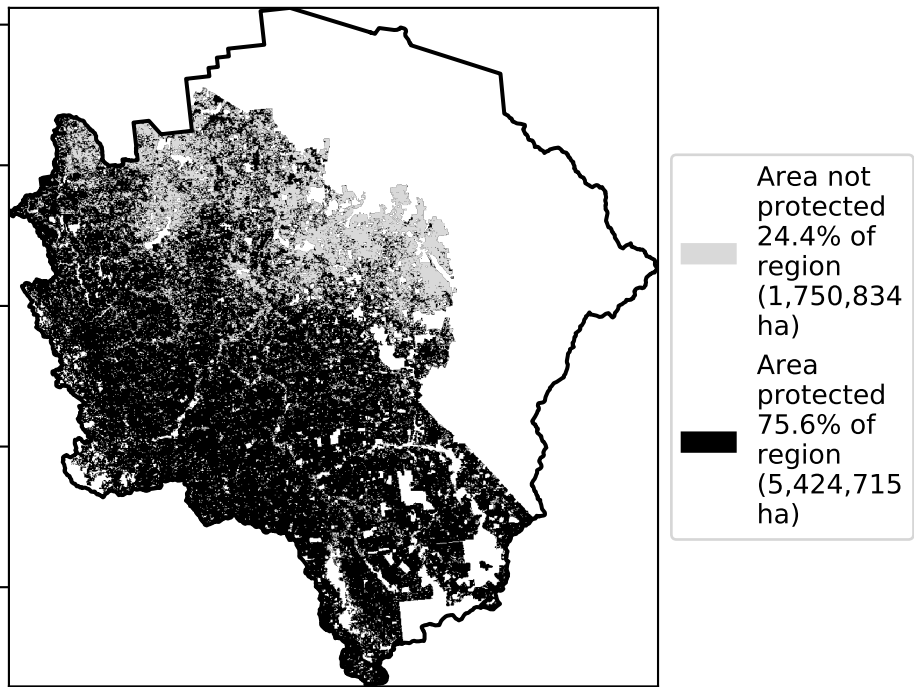 Area not
protected
24.4% of
region
(1,750,834
ha)
Area
protected
75.6% of
region
(5,424,715
ha)